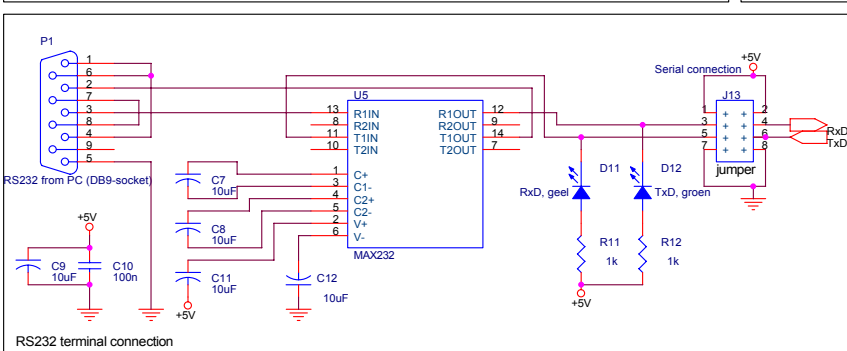 P1
1
6
2
7
3
8
4
9
5
RS232 from PC (DB9-socket)
+5V
C9
10uF
C10
100n
C7
10uF
C8
10uF
C11
10uF
+5V
C12
10uF
U5
13 R1IN R1OUT 12
8 R2IN R2OUT 9
11 T1IN T1OUT 14
10 T2IN T2OUT 7
1 C+
3 C1-
4 C2+
5 C2-
2 V+
6 V-
MAX232
D11
RxD, geel
D12
TxD, groen
R11
1k
R12
1k
+5V
Serial connection
+5V
J13
1 + + 2
3 + + 4
5 + + 6
7 + + 8
jumper
RxD
TxD
RS232 terminal connection